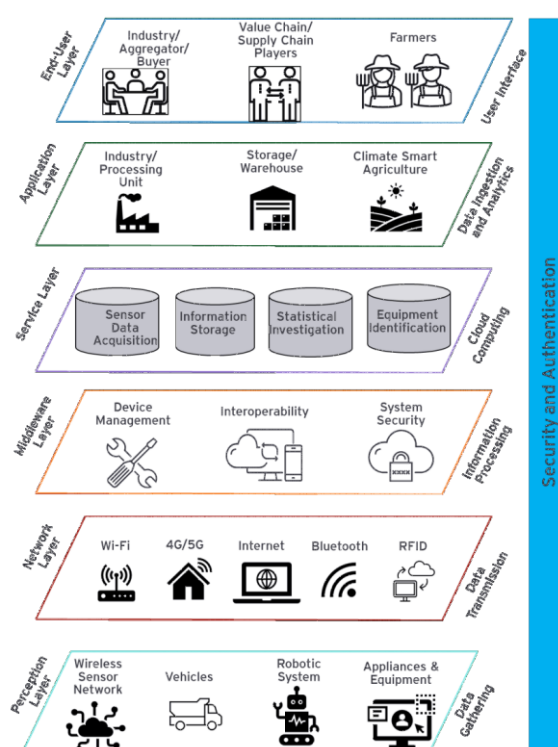 End-User
Layer
Industry/
Aggregator/
Buyer
Value Chain/
Supply Chain
Players
Farmers
User Interface
Application
Layer
Industry/
Processing
Unit
Storage/
Warehouse
Climate Smart
Agriculture
Data Ingestion
and Analytics
Service Layer
Sensor
Data
Acquisition
Information
Storage
Statistical
Investigation
Equipment
Identification
Cloud
Computing
Middleware
Layer
Device
Management
Interoperability
System
Security
XXXX
Information
Processing
Network
Layer
Wi-Fi
4G/5G
Internet
Bluetooth
RFID
Data
Transmission
Perception
Layer
Wireless
Sensor
Network
Vehicles
Robotic
System
Appliances &
Equipment
Data
Gathering
Security and Authentication